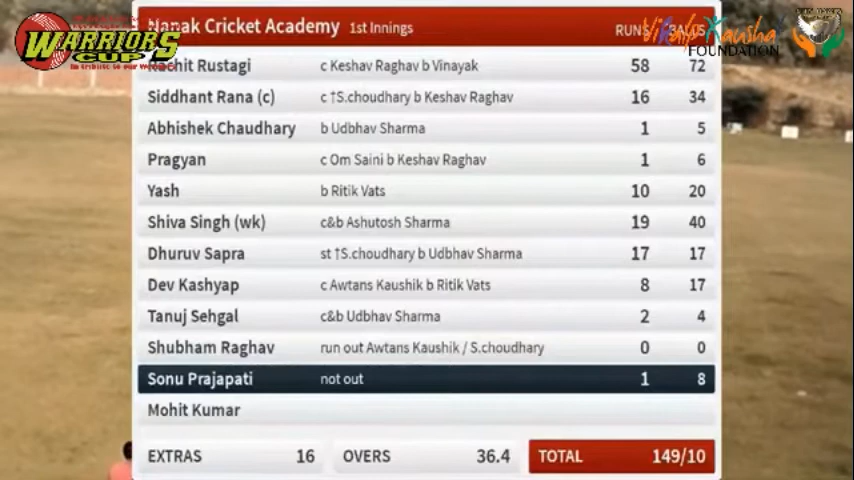 Nanak Cricket Academy 1st Innings RUNS BALLS
WARRIORS
CUP
Vikalp Kaushal
FOUNDATION
Rustagi c Keshav Raghav b Vinayak 58 72
Siddhant Rana (c) c †S.choudhary b Keshav Raghav 16 34
Abhishek Chaudhary b Udbhav Sharma 1 5
Pragyan c Om Saini b Keshav Raghav 1 6
Yash b Ritik Vats 10 20
Shiva Singh (wk) c&b Ashutosh Sharma 19 40
Dhuruv Sapra st †S.choudhary b Udbhav Sharma 17 17
Dev Kashyap c Awtans Kaushik b Ritik Vats 8 17
Tanuj Sehgal c&b Udbhav Sharma 2 4
Shubham Raghav run out Awtans Kaushik / S.choudhary 0 0
Sonu Prajapati not out 1 8
Mohit Kumar
EXTRAS 16 OVERS 36.4 TOTAL 149/10